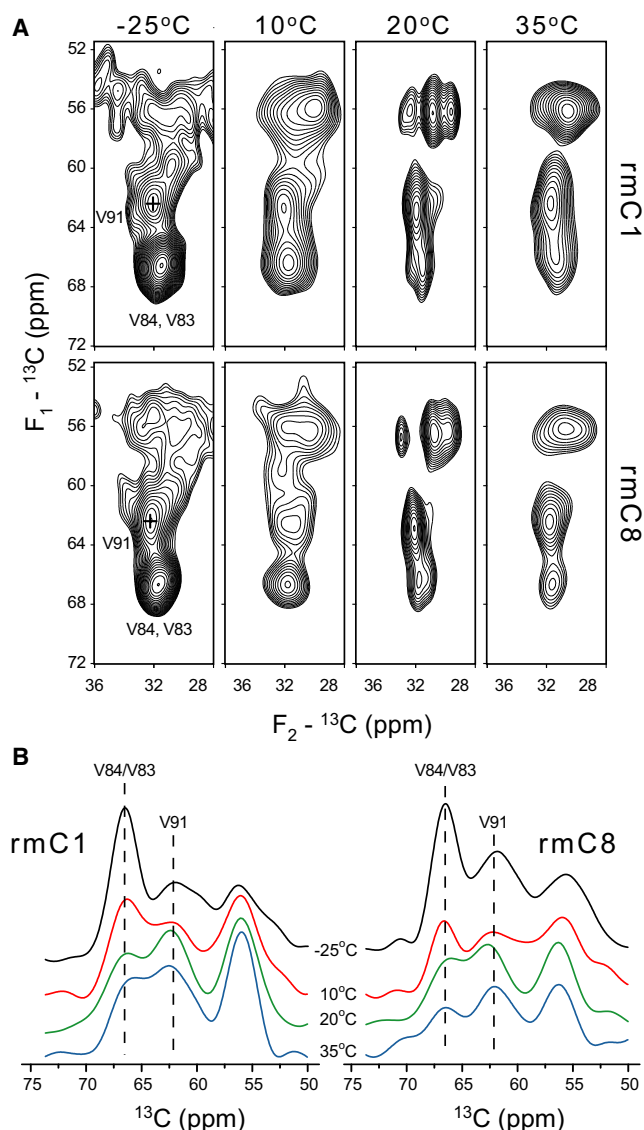 A
-25°C 10°C 20°C 35°C
52
56
60
64
68
72
V91
V84, V83
rmC1
52
56
60
64
68
72
V91
V84, V83
rmC8
36 32 28 36 32 28 36 32 28 36 32 28
F1 - 13C (ppm)
F2 - 13C (ppm)
B
V84/V83
V91
rmC1
V84/V83
V91
rmC8
-25°C
10°C
20°C
35°C
75 70 65 60 55 50 75 70 65 60 55 50
13C (ppm) 13C (ppm)